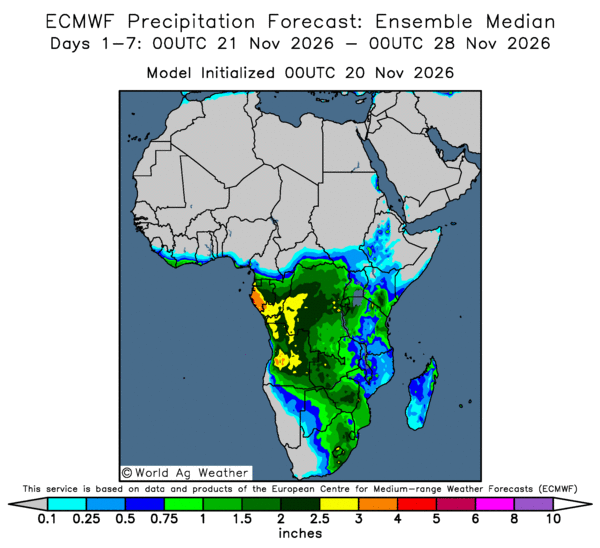 ECMWF Precipitation Forecast: Ensemble Median
Days 1–7: 00UTC 21 Nov 2026 – 00UTC 28 Nov 2026
Model Initialized 00UTC 20 Nov 2026
© World Ag Weather
This service is based on data and products of the European Centre for Medium-range Weather Forecasts (ECMWF)
0.1 0.25 0.5 0.75 1 1.5 2 2.5 3 4 5 6 8 10
inches